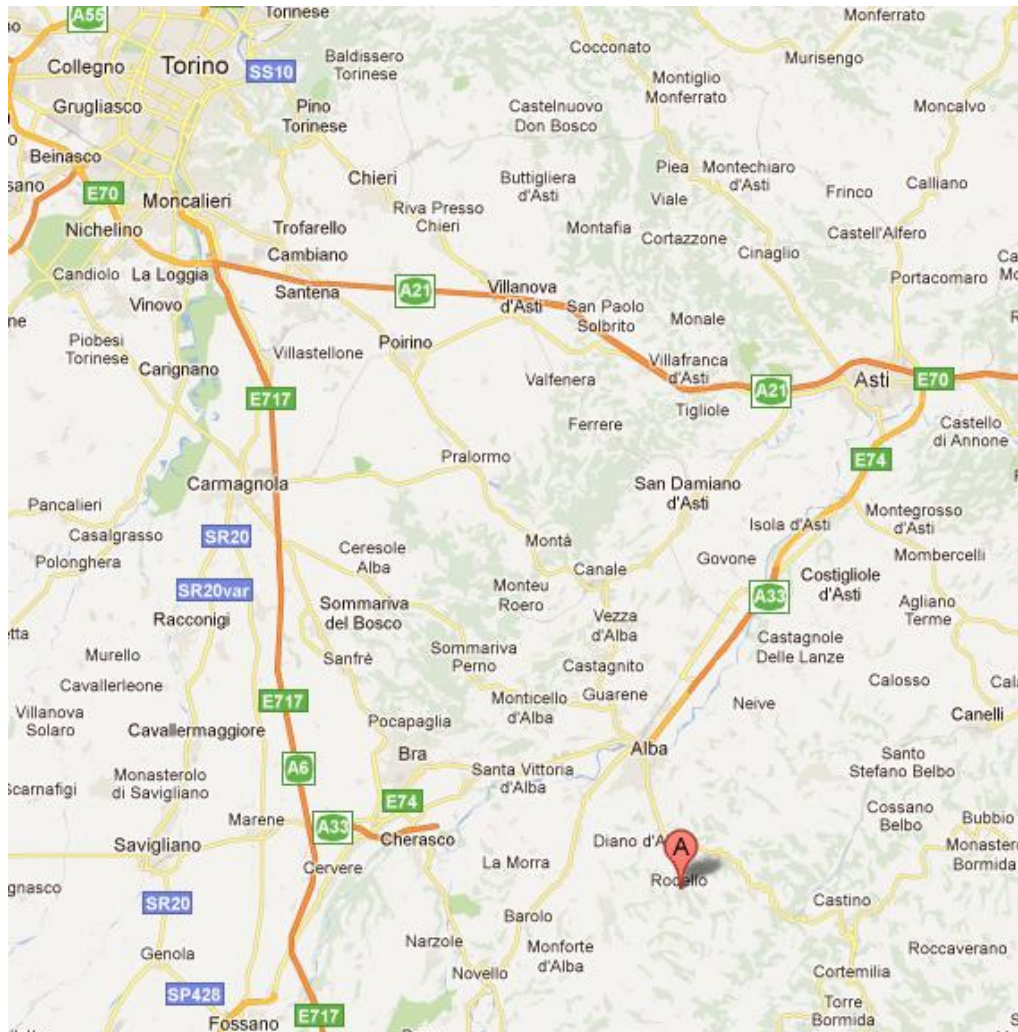 A55
Torinese
Monferrato
Collegno
Torino
SS10
Baldissero
Torinese
Cocconato
Murisengo
Montiglio
Monferrato
Grugliasco
Pino
Torinese
Castelnuovo
Don Bosco
Moncalvo
Beinasco
Chieri
Piea
Montechiaro
d'Asti
Buttigliera
d'Asti
Calliano
Frinco
E70
Moncalieri
Viale
Riva Presso
Chieri
Nichelino
Trofarello
Montafia
Cortazzone
Castell'Alfero
Cambiano
Cinaglio
Candiolo
La Loggia
Portacomaro
Santena
A21
Villanova
d'Asti
Vinovo
San Paolo
Solbrito
Monale
Piobesi
Torinese
Villastellone
Poirino
Carignano
Villafranca
d'Asti
Valfenera
Asti
E70
A21
E717
Tigliole
Ferrere
Castello
di Annone
Pralormo
E74
Carmagnola
San Damiano
d'Asti
Pancalieri
Montegrosso
d'Asti
Isola d'Asti
Casalgrasso
SR20
Montà
Ceresole
Alba
Govone
Mombercelli
Polonghera
Canale
SR20var
Monteu
Roero
Costigliole
d'Asti
A33
Sommariva
del Bosco
Racconigi
Vezza
d'Alba
Agliano
Terme
Castagnole
Delle Lanze
Murello
Sanfrè
Sommariva
Perno
Castagnito
Cavallerleone
Calosso
E717
Monticello
d'Alba
Guarene
Neive
Villanova
Solaro
Cavallermaggiore
Pocapaglia
Canelli
Bra
Alba
Santo
Stefano Belbo
A6
Monasterolo
di Savigliano
Santa Vittoria
d'Alba
Scarnafigi
E74
Cossano
Belbo
Bubbio
Marene
A33
Cherasco
Diano d'A
A
Savigliano
Monastero
Bormida
La Morra
Cervere
Rodello
SR20
Castino
Barolo
Narzole
Monforte
d'Alba
Roccaverano
Genola
Novello
Cortemilia
SP428
Fossano
E717
Torre
Bormida